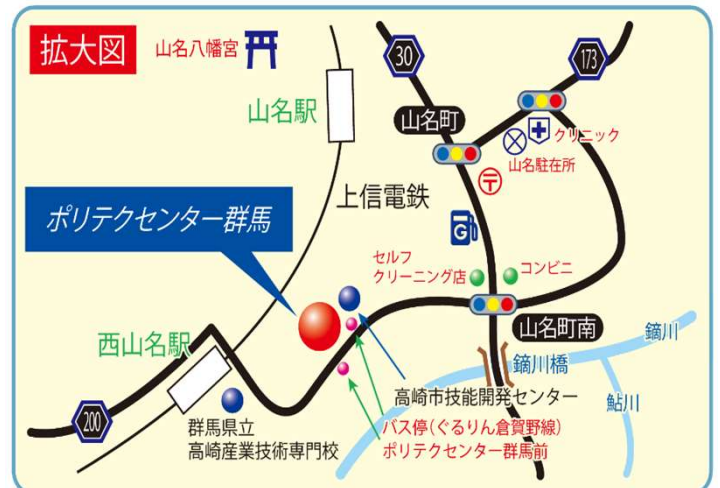 拡大図
山名八幡宮
30
173
山名駅
山名町
クリニック
山名駐在所
〒
上信電鉄
ポリテクセンター群馬
G
セルフ
クリーニング店
コンビニ
山名町南
西山名駅
鏑川
鏑川橋
高崎市技能開発センター
鮎川
200
群馬県立
高崎産業技術専門校
バス停(ぐるりん倉賀野線)
ポリテクセンター群馬前